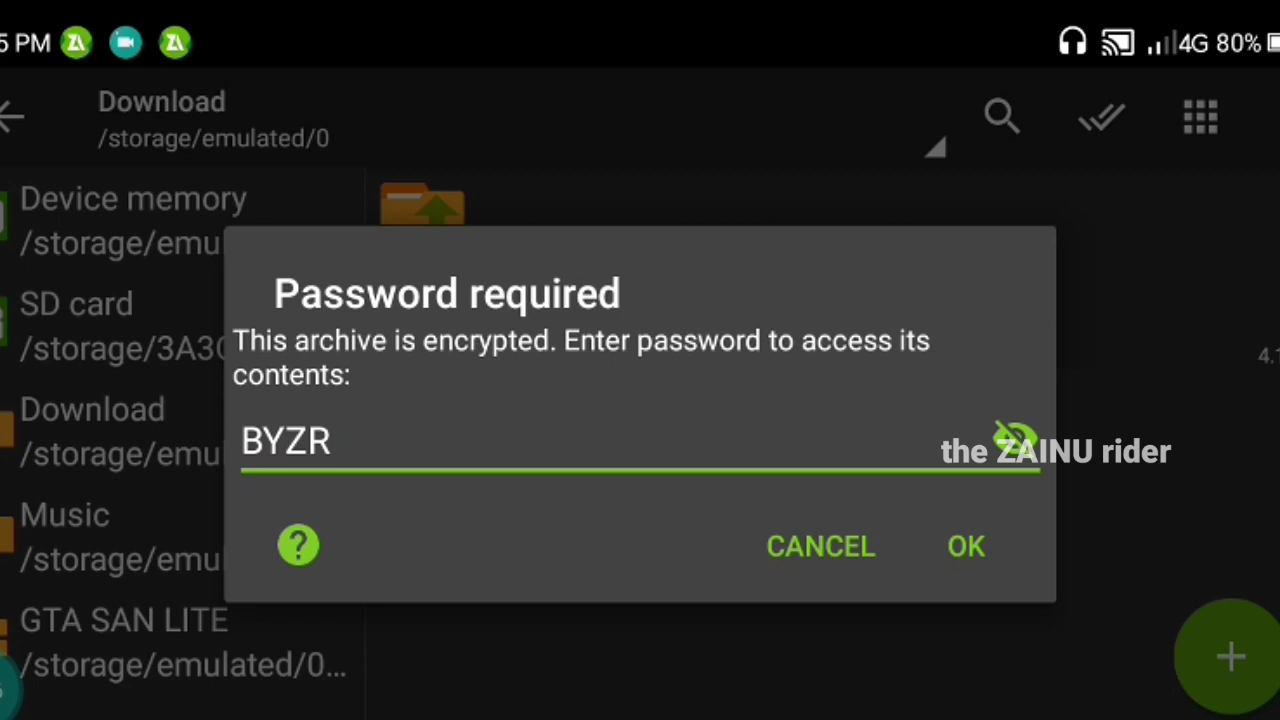 5 PM
4G 80%
Download
/storage/emulated/0
Device memory
/storage/emu
SD card
/storage/3A30
Download
/storage/emu
Music
/storage/emu
GTA SAN LITE
/storage/emulated/0...
Password required
This archive is encrypted. Enter password to access its
contents:
BYZR
the ZAINU rider
?
CANCEL
OK
4.